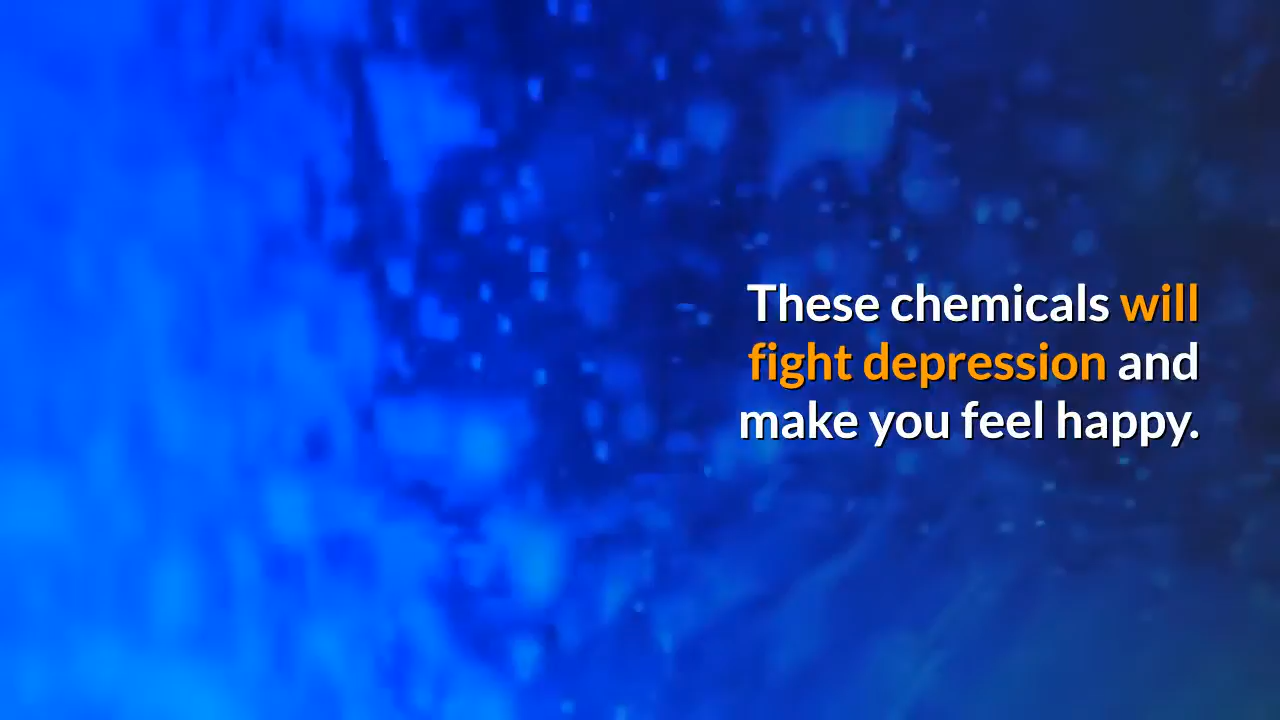 These chemicals will
fight depression and
make you feel happy.